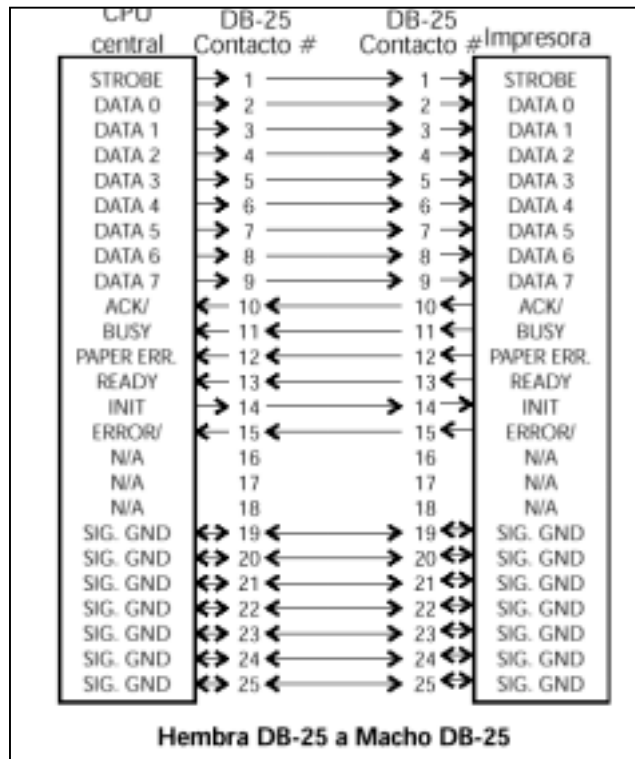 CPU DB-25 DB-25
central Contacto # Contacto # Impresora
STROBE 1 1 STROBE
DATA 0 2 2 DATA 0
DATA 1 3 3 DATA 1
DATA 2 4 4 DATA 2
DATA 3 5 5 DATA 3
DATA 4 6 6 DATA 4
DATA 5 7 7 DATA 5
DATA 6 8 8 DATA 6
DATA 7 9 9 DATA 7
ACK/ 10 10 ACK/
BUSY 11 11 BUSY
PAPER ERR. 12 12 PAPER ERR.
READY 13 13 READY
INIT 14 14 INIT
ERROR/ 15 15 ERROR/
N/A 16 16 N/A
N/A 17 17 N/A
N/A 18 18 N/A
SIG. GND 19 19 SIG. GND
SIG. GND 20 20 SIG. GND
SIG. GND 21 21 SIG. GND
SIG. GND 22 22 SIG. GND
SIG. GND 23 23 SIG. GND
SIG. GND 24 24 SIG. GND
SIG. GND 25 25 SIG. GND
Hembra DB-25 a Macho DB-25